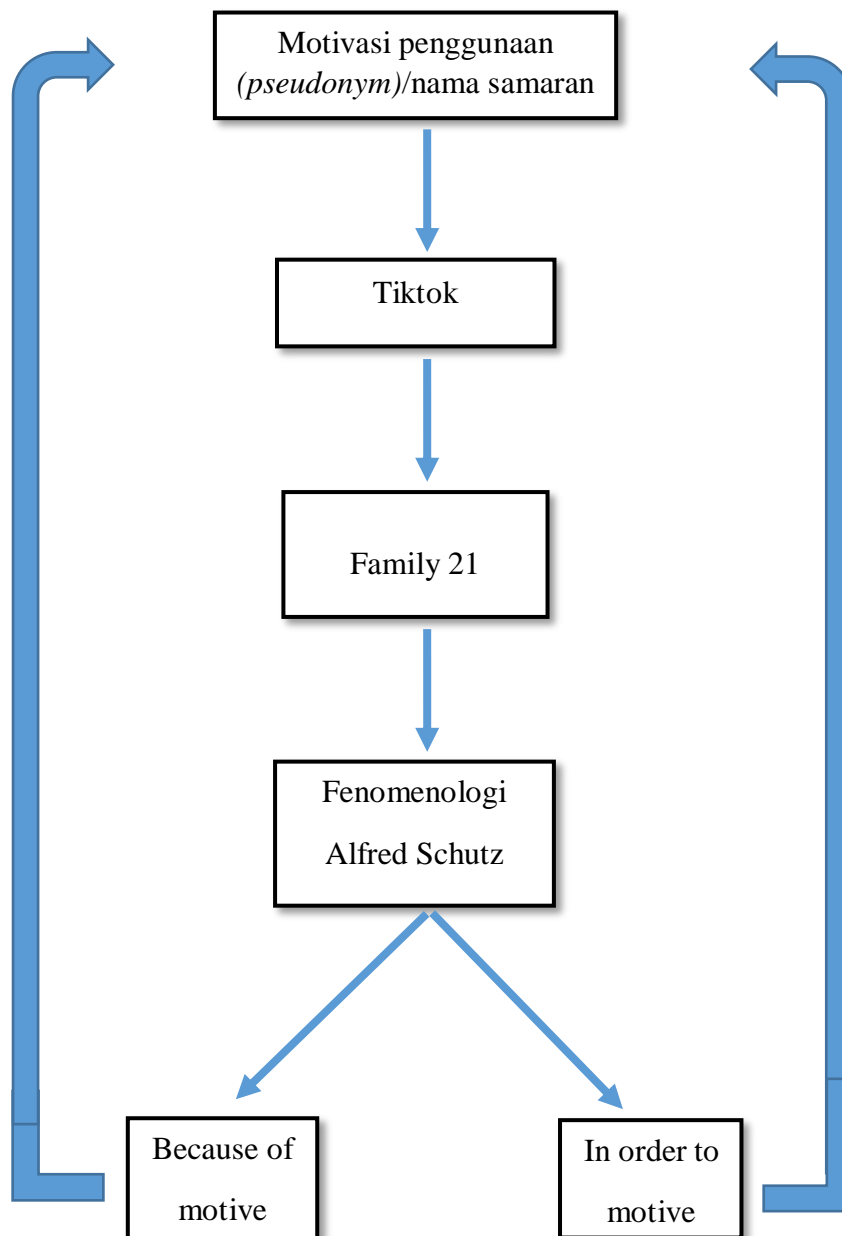 Motivasi penggunaan
(pseudonym)/nama samaran
Tiktok
Family 21
Fenomenologi
Alfred Schutz
Because of
motive
In order to
motive